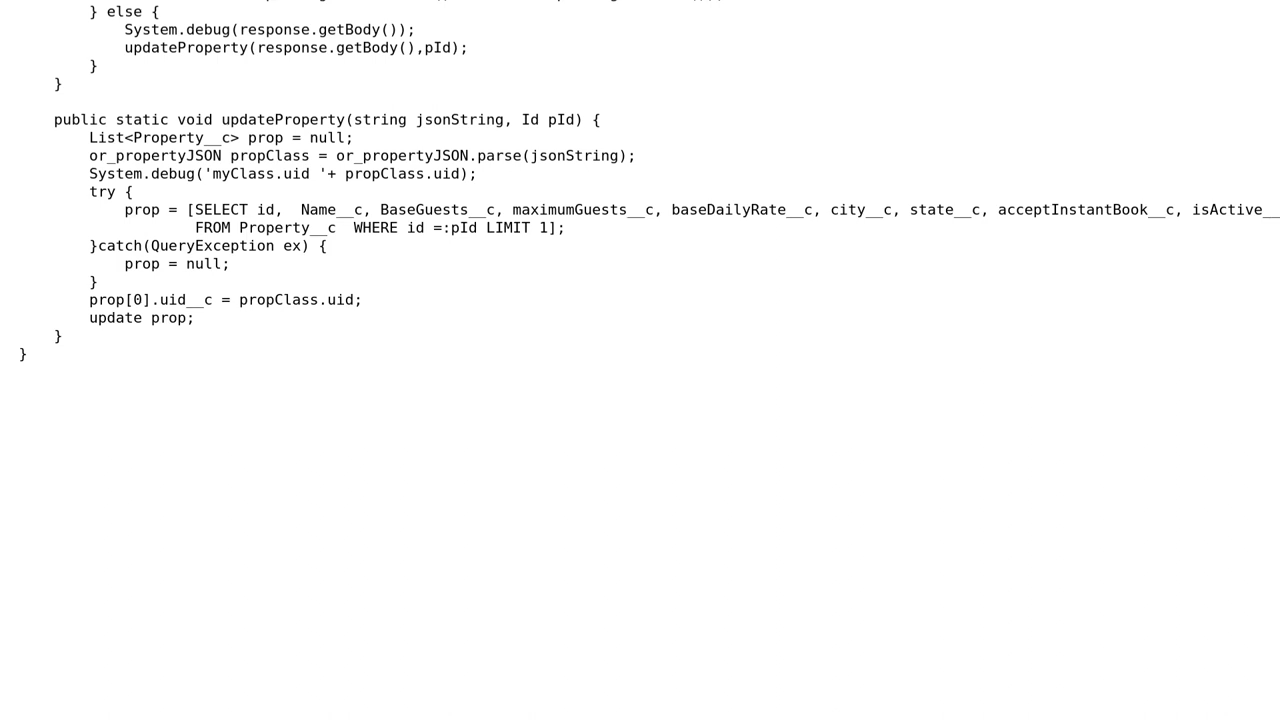 } else {
System.debug(response.getBody());
updateProperty(response.getBody(),pId);
}
}
public static void updateProperty(string jsonString, Id pId) {
List<Property__c> prop = null;
or_propertyJSON propClass = or_propertyJSON.parse(jsonString);
System.debug('myClass.uid '+ propClass.uid);
try {
prop = [SELECT id,  Name__c, BaseGuests__c, maximumGuests__c, baseDailyRate__c, city__c, state__c, acceptInstantBook__c, isActive__
FROM Property__c  WHERE id =:pId LIMIT 1];
}catch(QueryException ex) {
prop = null;
}
prop[0].uid__c = propClass.uid;
update prop;
}
}